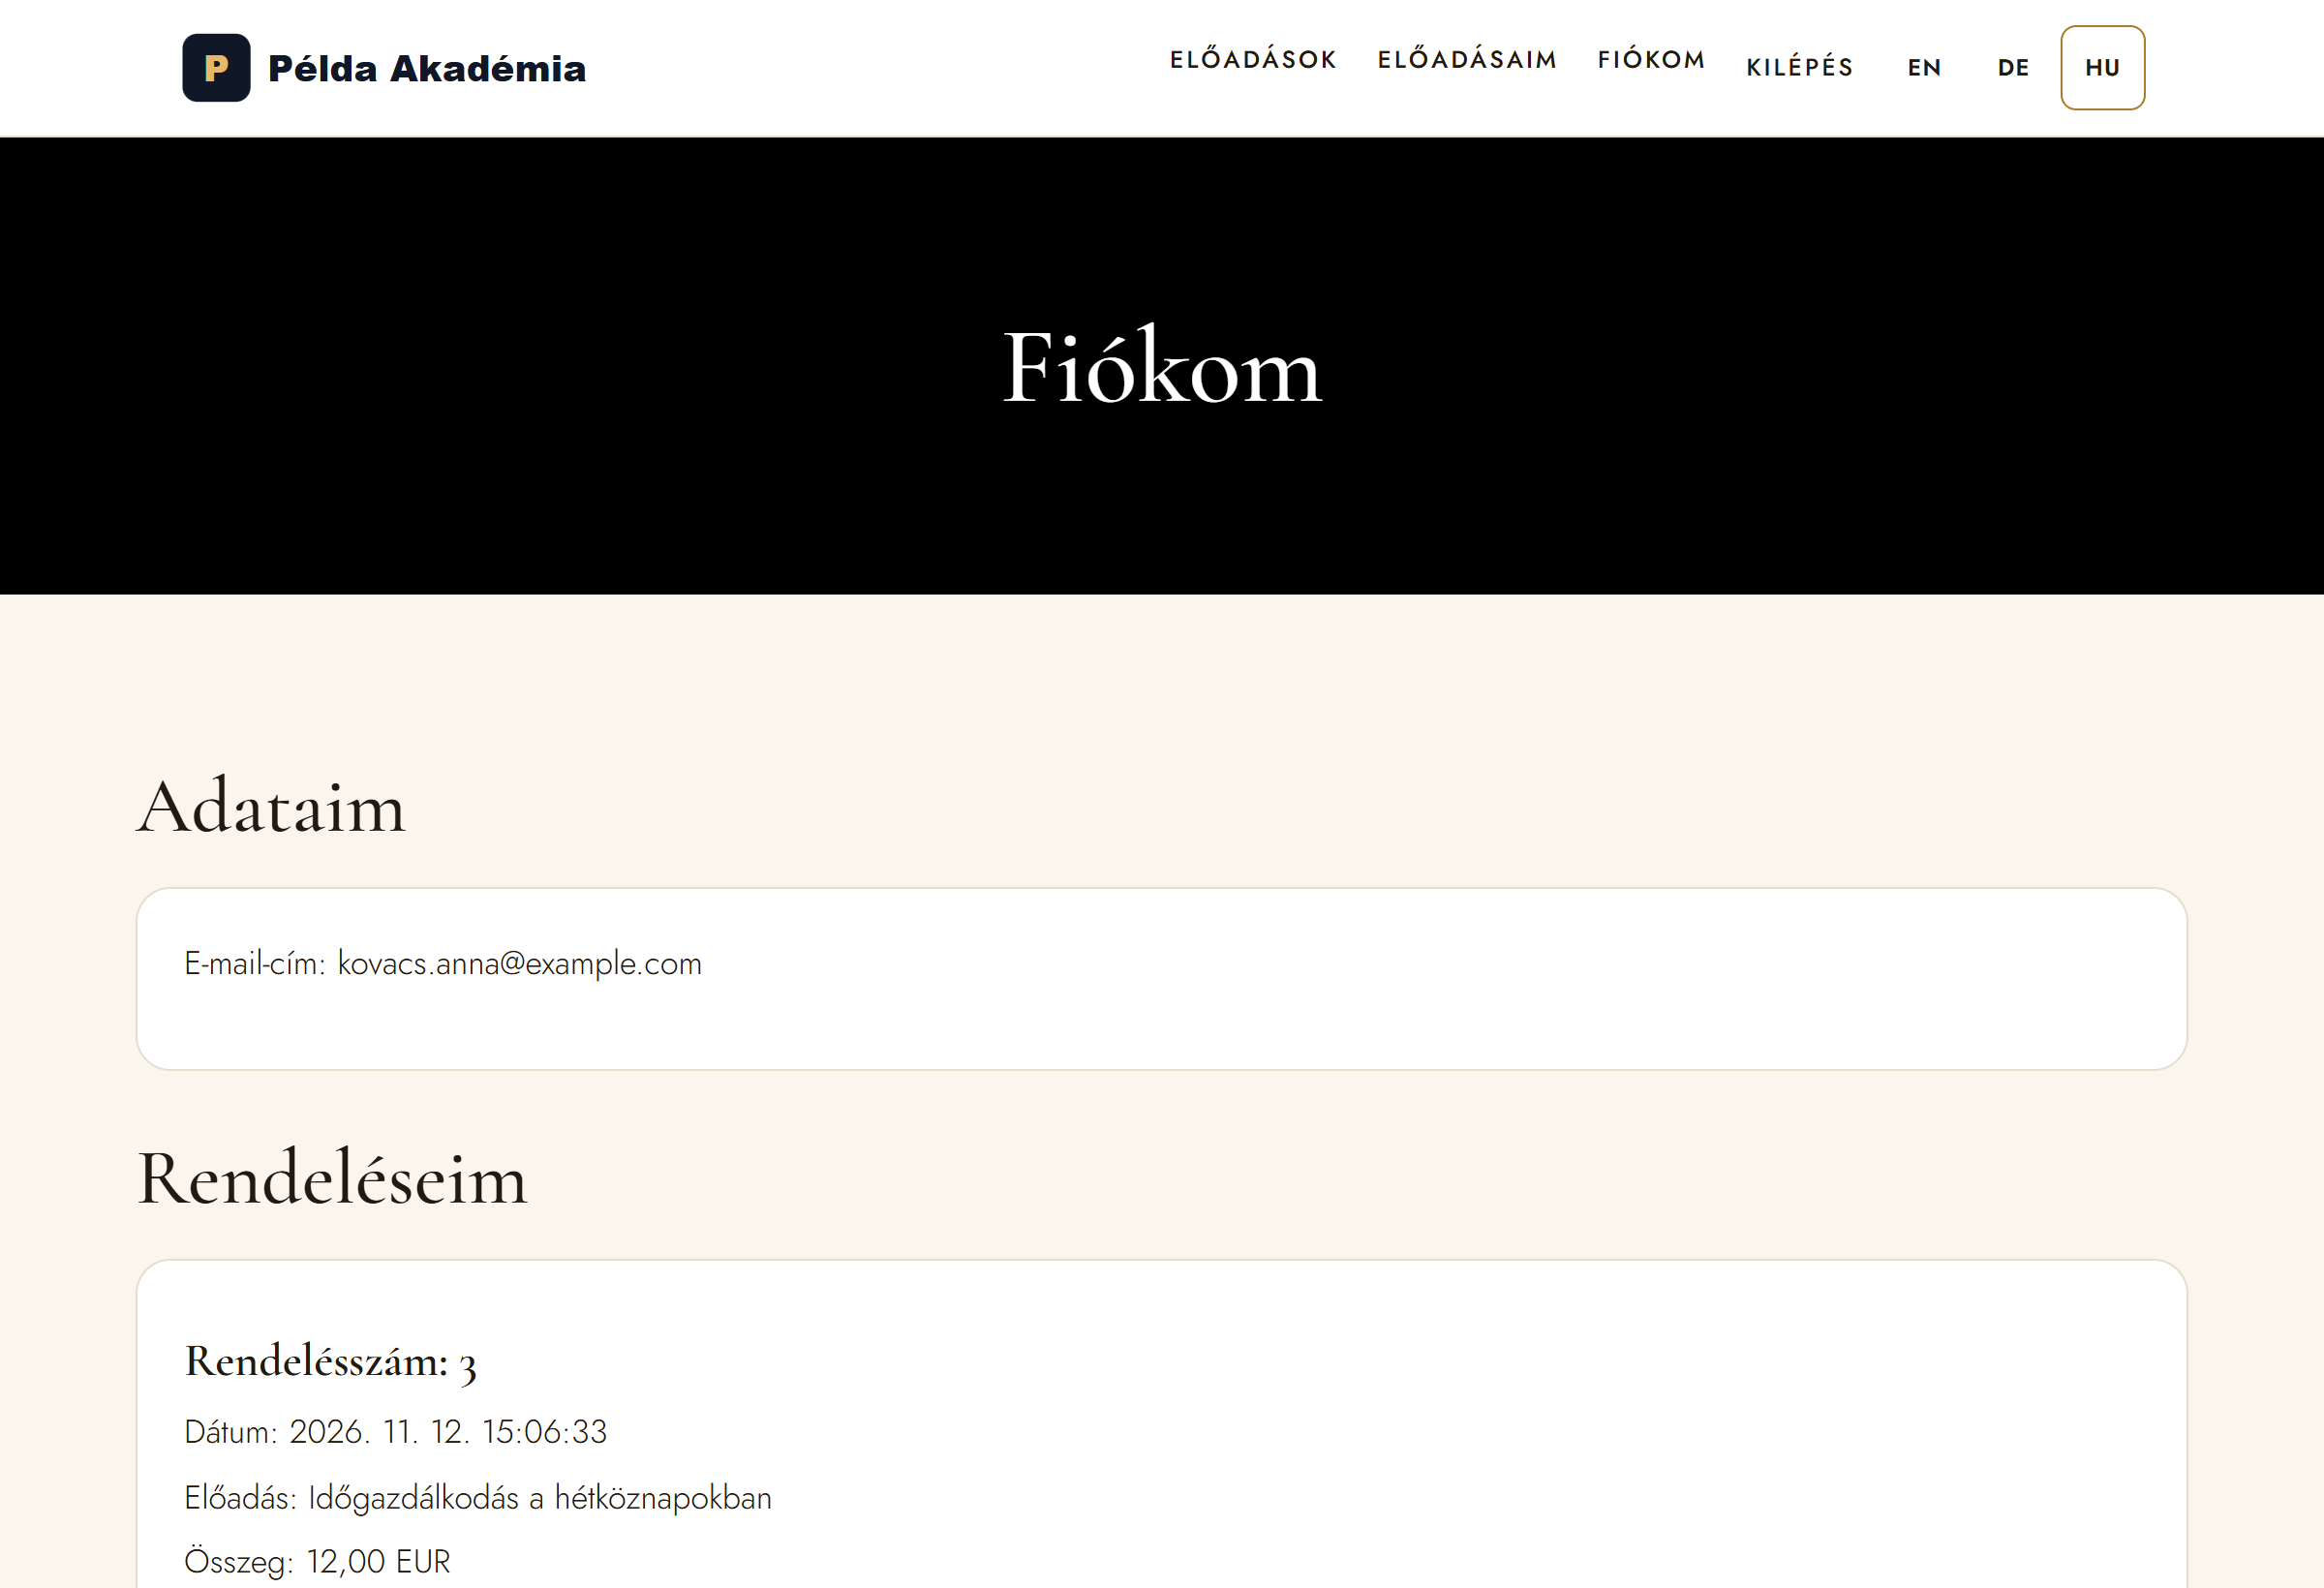 P Példa Akadémia
ELŐADÁSOK ELŐADÁSAIM FIÓKOM KILÉPÉS EN DE HU
Fiókom
Adataim
E-mail-cím: kovacs.anna@example.com
Rendeléseim
Rendelésszám: 3
Dátum: 2026. 11. 12. 15:06:33
Előadás: Időgazdálkodás a hétköznapokban
Összeg: 12,00 EUR